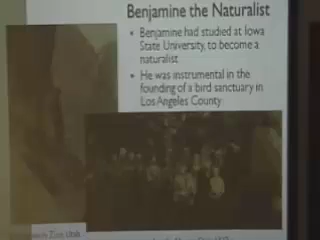 Benjamine the Naturalist
• Benjamine had studied at Iowa
State University, to become a
naturalist
• He was instrumental in the
founding of a bird sanctuary in
Los Angeles County